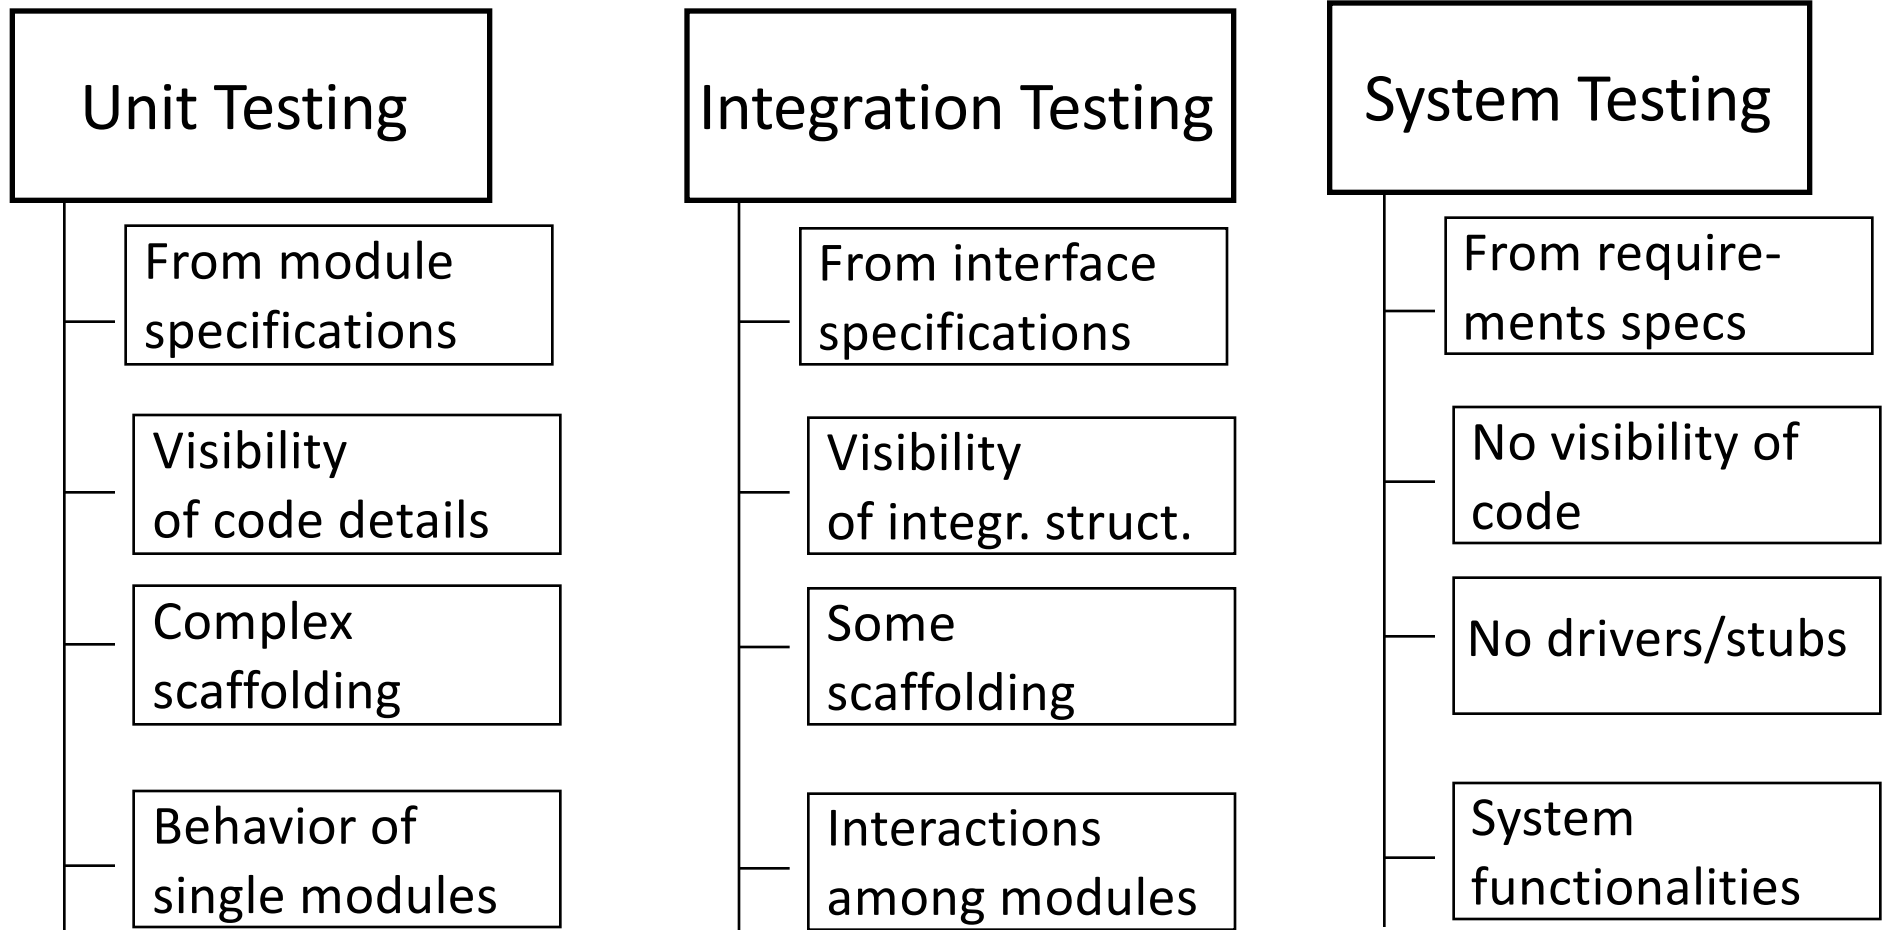 Unit Testing
From module
specifications
Visibility
of code details
Complex
scaffolding
Behavior of
single modules
Integration Testing
From interface
specifications
Visibility
of integr. struct.
Some
scaffolding
Interactions
among modules
System Testing
From require-
ments specs
No visibility of
code
No drivers/stubs
System
functionalities